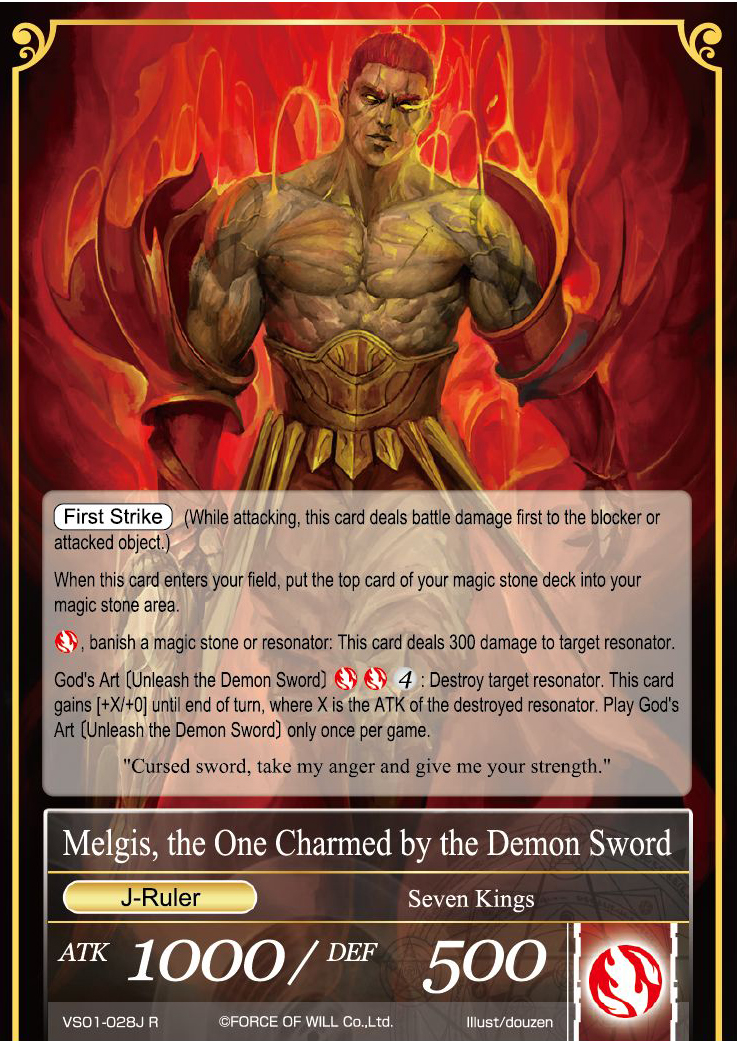 First Strike (While attacking, this card deals battle damage first to the blocker or
attacked object.)
When this card enters your field, put the top card of your magic stone deck into your
magic stone area.
, banish a magic stone or resonator: This card deals 300 damage to target resonator.
God's Art〔Unleash the Demon Sword〕 4 : Destroy target resonator. This card
gains [+X/+0] until end of turn, where X is the ATK of the destroyed resonator. Play God's
Art〔Unleash the Demon Sword〕only once per game.
"Cursed sword, take my anger and give me your strength."
Melgis, the One Charmed by the Demon Sword
J-Ruler Seven Kings
ATK 1000 / DEF 500
VS01-028J R ©FORCE OF WILL Co.,Ltd. Illust/douzen